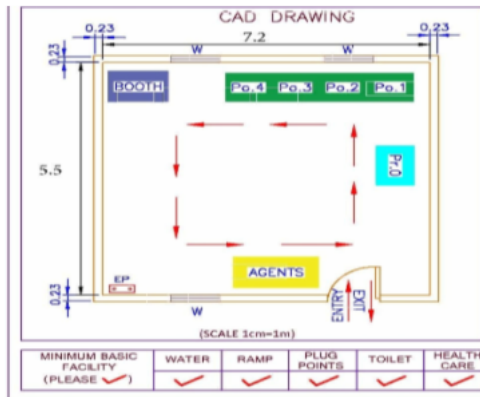 CAD DRAWING
0.23 7.2 0.23
0.23 W W
BOOTH Po.4 Po.3 Po.2 Po.1
5.5
Pr.O
EP AGENTS
0.23 W ENTRY EXIT
(SCALE 1cm=1m)
MINIMUM BASIC FACILITY (PLEASE ✓) WATER RAMP PLUG POINTS TOILET HEALTH CARE
✓ ✓ ✓ ✓ ✓